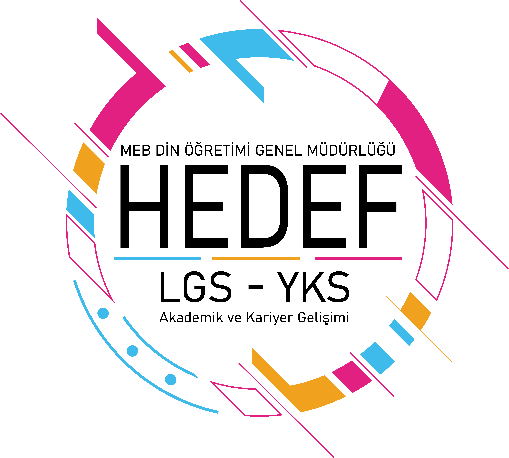 MEB DİN ÖĞRETİMİ GENEL MÜDÜRLÜĞÜ
HEDEF
LGS - YKS
Akademik ve Kariyer Gelişimi